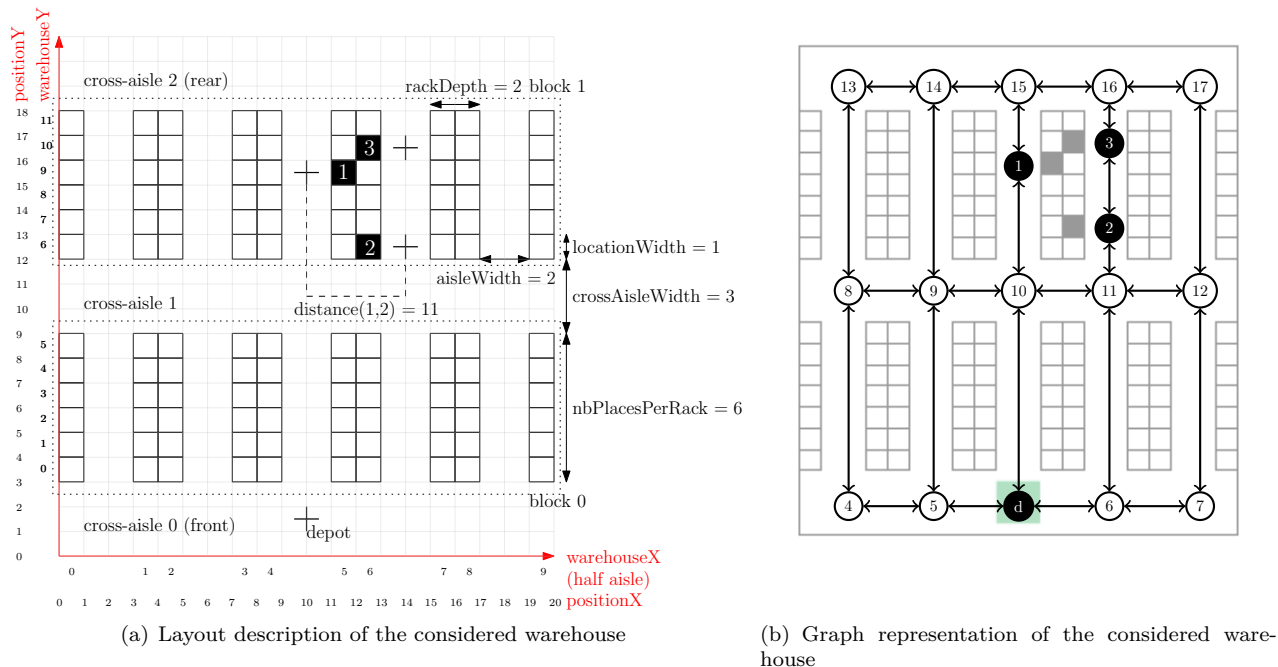 positionY
warehouseY
cross-aisle 2 (rear)
rackDepth = 2 block 1
18
11
17
10
3
16
9
1
15
8
14
7
13
6
2
locationWidth = 1
12
aisleWidth = 2
11
crossAisleWidth = 3
cross-aisle 1
10
distance(1,2) = 11
9
5
8
4
7
3
6
nbPlacesPerRack = 6
2
5
1
4
0
3
block 0
2
cross-aisle 0 (front)
1
depot
0
warehouseX
0 1 2 3 4 5 6 7 8 9
(half aisle)
0 1 2 3 4 5 6 7 8 9 10 11 12 13 14 15 16 17 18 19 20
positionX
(a) Layout description of the considered warehouse
13 14 15 16 17
3
1
2
8 9 10 11 12
4 5 d 6 7
(b) Graph representation of the considered ware-
house